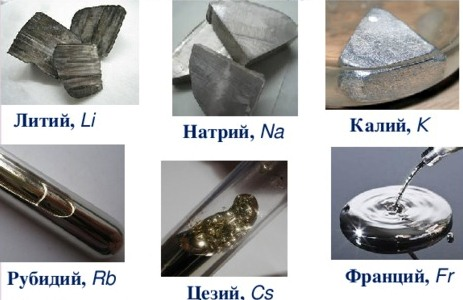 Литий, Li
Натрий, Na
Калий, K
Рубидий, Rb
Цезий, Cs
Франций, Fr